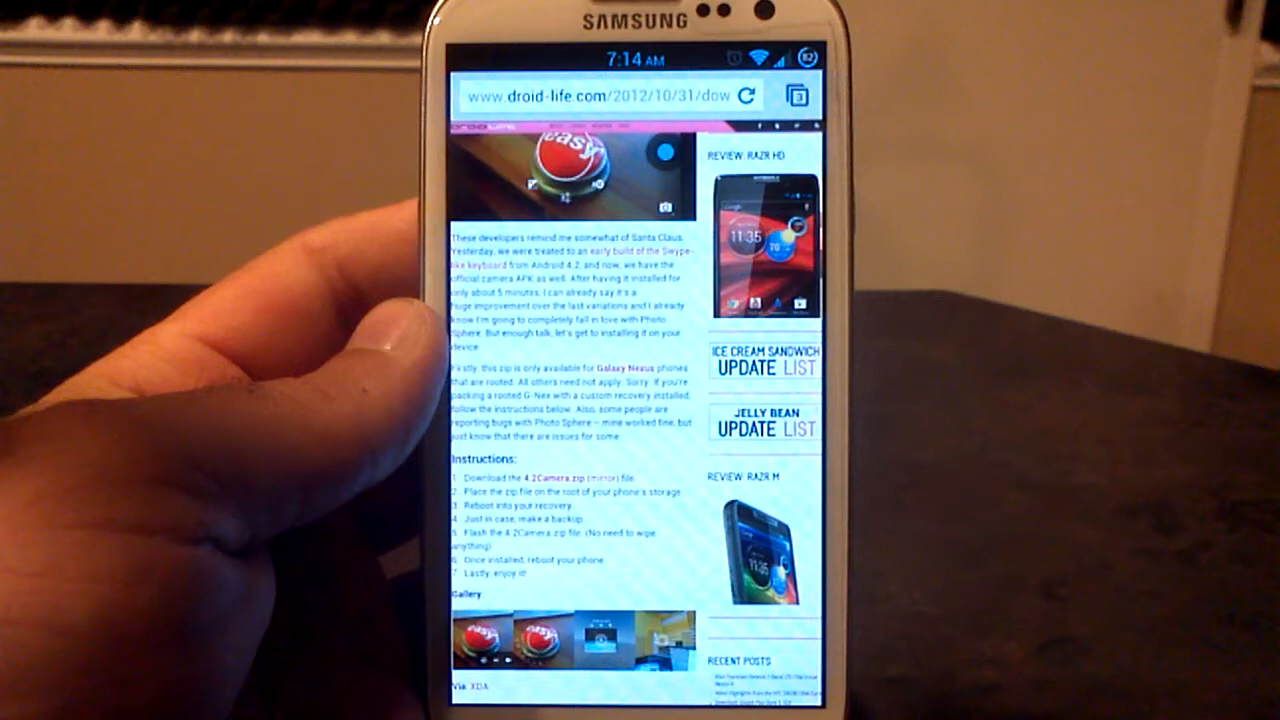 SAMSUNG
7:14 AM
82
www.droid-life.com/2012/10/31/dow
3
easy
These developers remind me somewhat of Santa Claus.
Yesterday, we were treated to an early build of the Swype-
like keyboard from Android 4.2, and now, we have the
official camera APK as well. After having it installed for
only about 5 minutes, I can already say it's a
huge improvement over the last variations and I already
know I'm going to completely fall in love with Photo
Sphere. But enough talk, let's get to installing it on your
device.
Firstly, this zip is only available for Galaxy Nexus phones
that are rooted. All others need not apply. Sorry. If you're
packing a rooted G-Nex with a custom recovery installed,
follow the instructions below. Also, some people are
reporting bugs with Photo Sphere – mine worked fine, but
just know that there are issues for some.
Instructions:
1. Download the 4.2Camera.zip (mirror) file.
2. Place the zip file on the root of your phone's storage.
3. Reboot into your recovery.
4. Just in case, make a backup.
5. Flash the 4.2Camera.zip file. (No need to wipe
anything)
6. Once installed, reboot your phone.
7. Lastly, enjoy it!
Gallery:
easy
easy
Via: XDA
REVIEW: RAZR HD
Google
11:35
70°
ICE CREAM SANDWICH
UPDATE LIST
JELLY BEAN
UPDATE LIST
REVIEW: RAZR M
11:35
RECENT POSTS